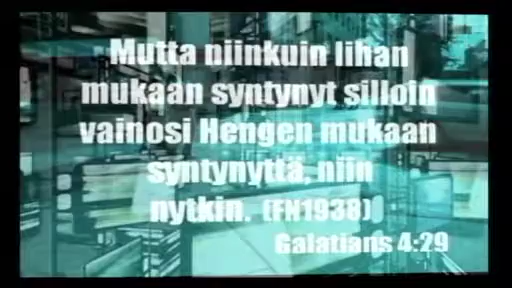 Mutta niinkuin lihan
mukaan syntynyt silloin
vainosi Hengen mukaan
syntynyttä, niin
nytkin. (FN1938)
Galatians 4:29